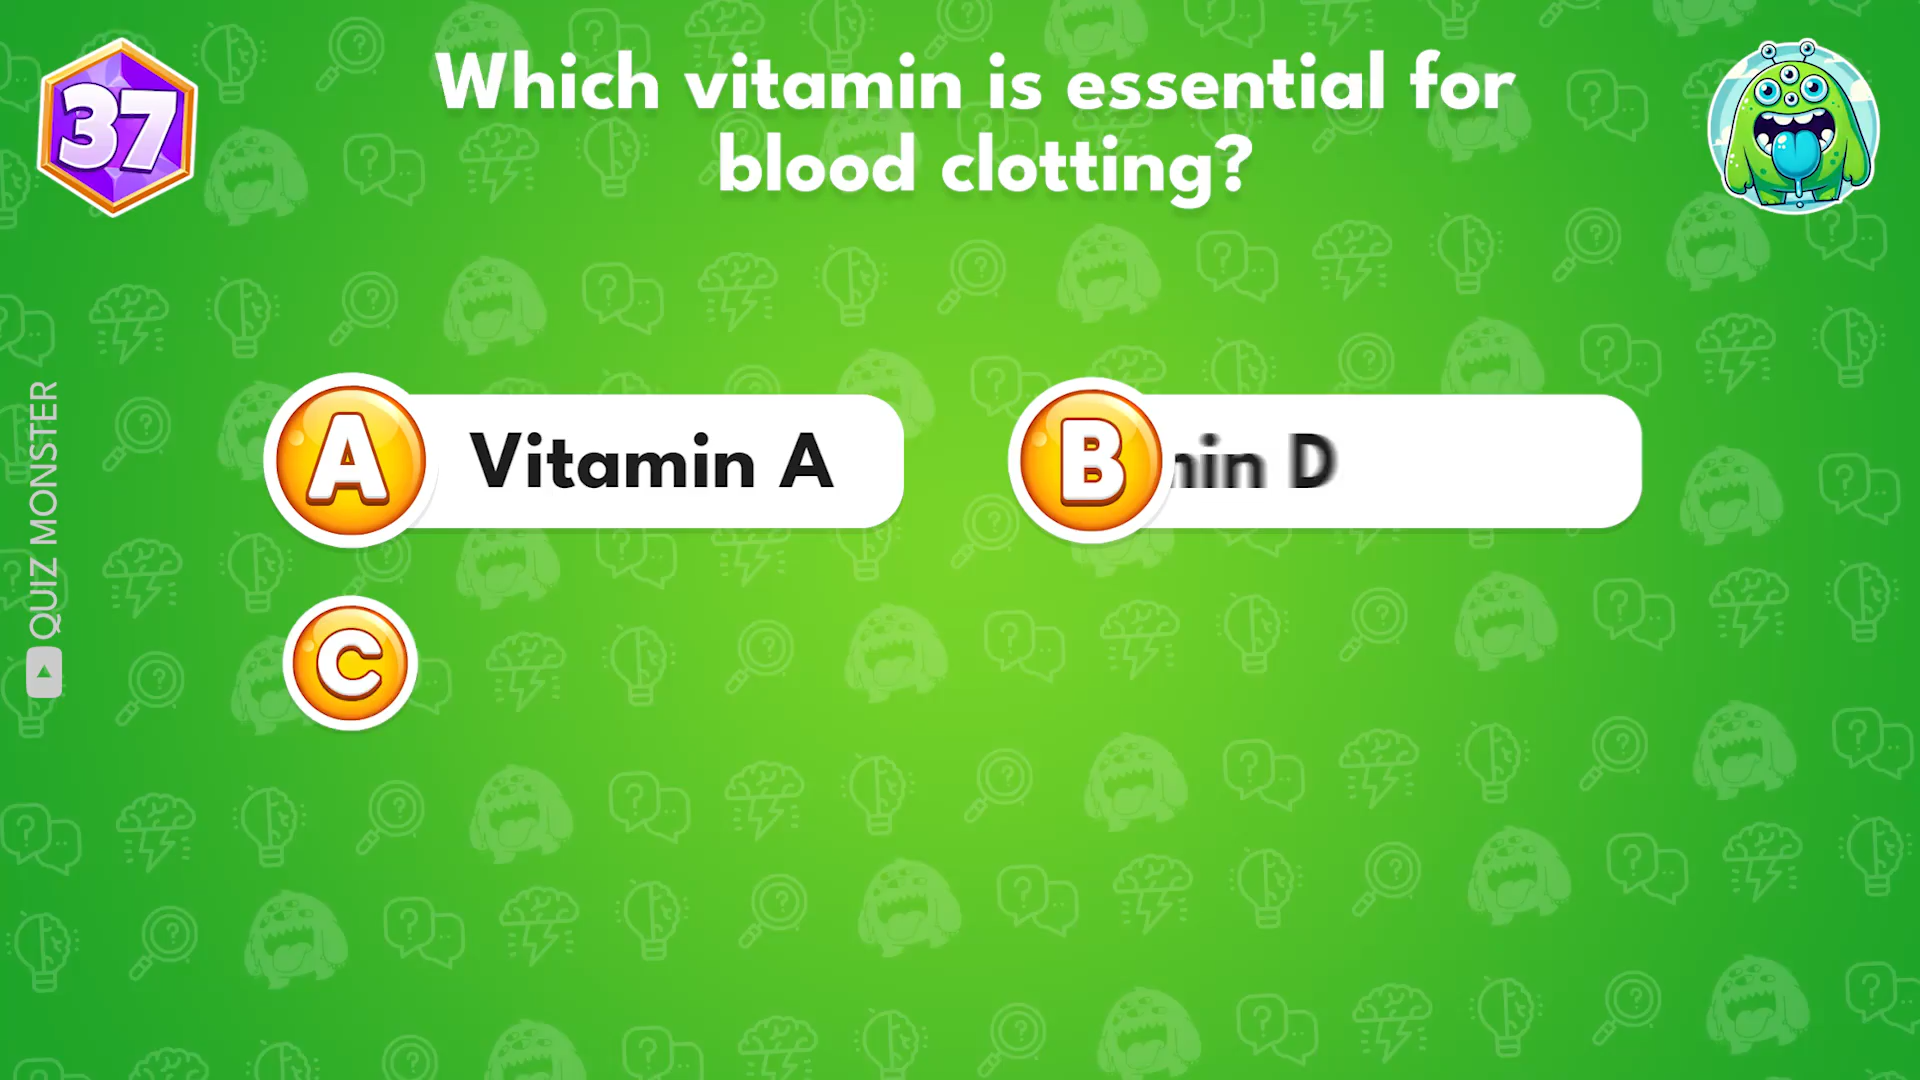 37
Which vitamin is essential for
blood clotting?
A Vitamin A
B min D
C
QUIZ MONSTER